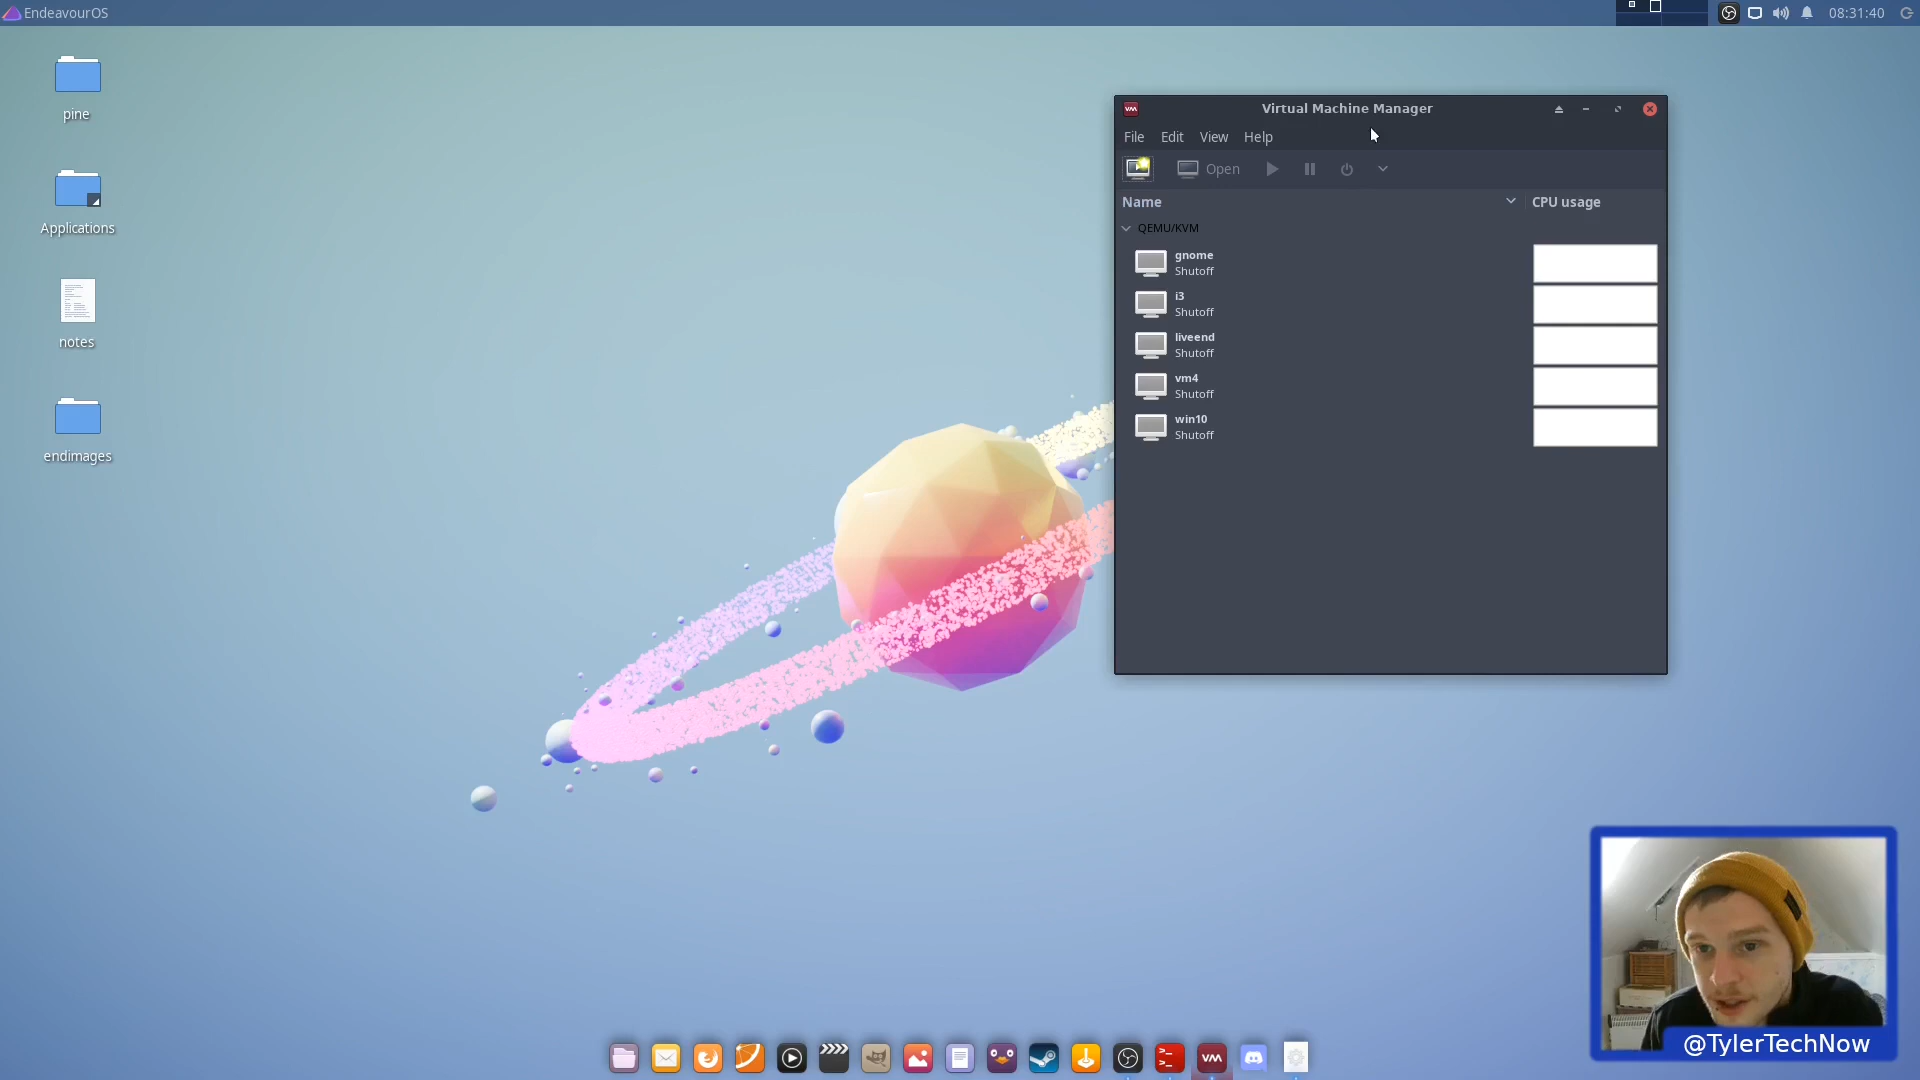 EndeavourOS
08:31:40
pine
Applications
notes
endimages
Virtual Machine Manager
File Edit View Help
Open
Name CPU usage
QEMU/KVM
gnome
Shutoff
i3
Shutoff
liveend
Shutoff
vm4
Shutoff
win10
Shutoff
@TylerTechNow